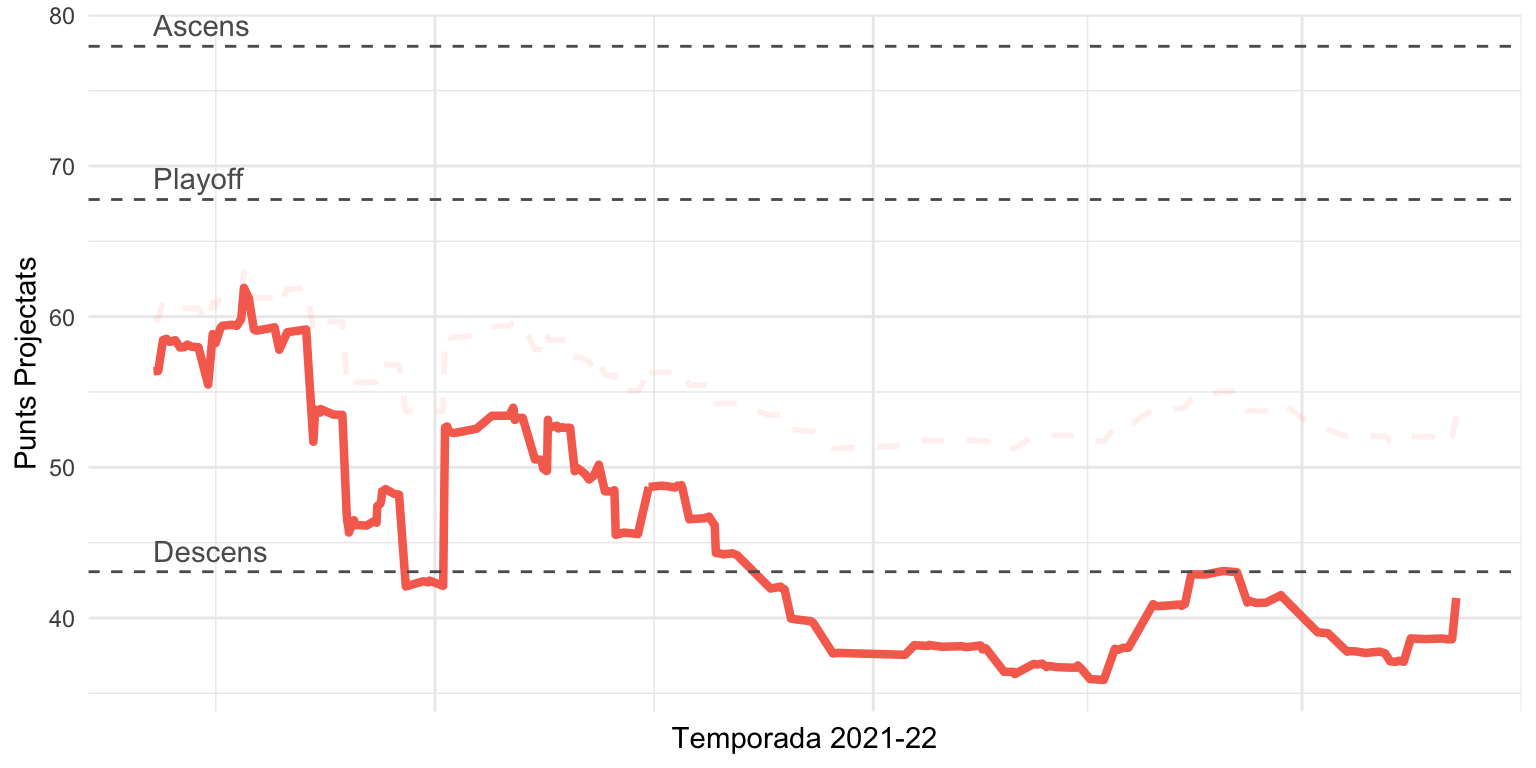 80
Ascens
70
Playoff
60
50
Descens
40
Punts Projectats
Temporada 2021-22